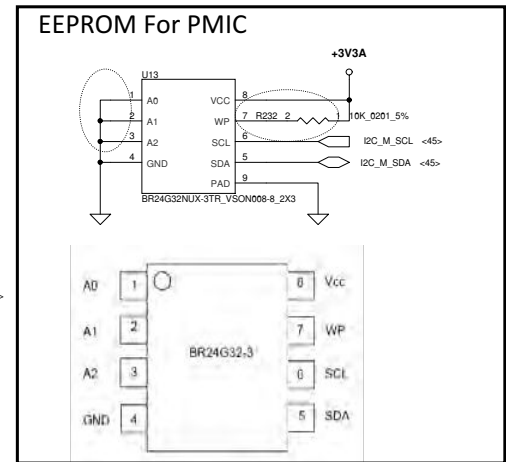 EEPROM For PMIC
+3V3A
U13
1 A0 VCC 8
2 A1 WP 7 R232 2 1 10K_0201_5%
3 A2 SCL 6 I2C_M_SCL <45>
4 GND SDA 5 I2C_M_SDA <45>
PAD 9
BR24G32NUX-3TR_VSON008-8_2X3
A0 1 8 Vcc
A1 2 7 WP
BR24G32-3
A2 3 6 SCL
GND 4 5 SDA
>